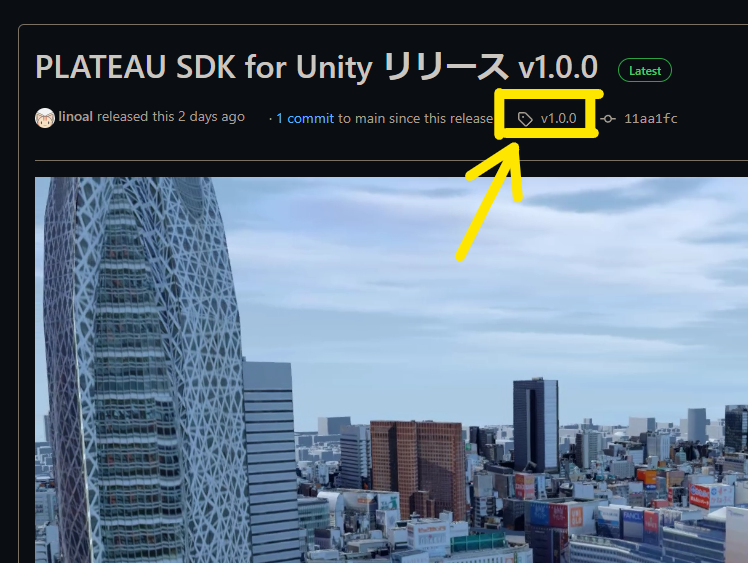 PLATEAU SDK for Unity リリース v1.0.0 Latest
linoal released this 2 days ago · 1 commit to main since this release v1.0.0 11aa1fc